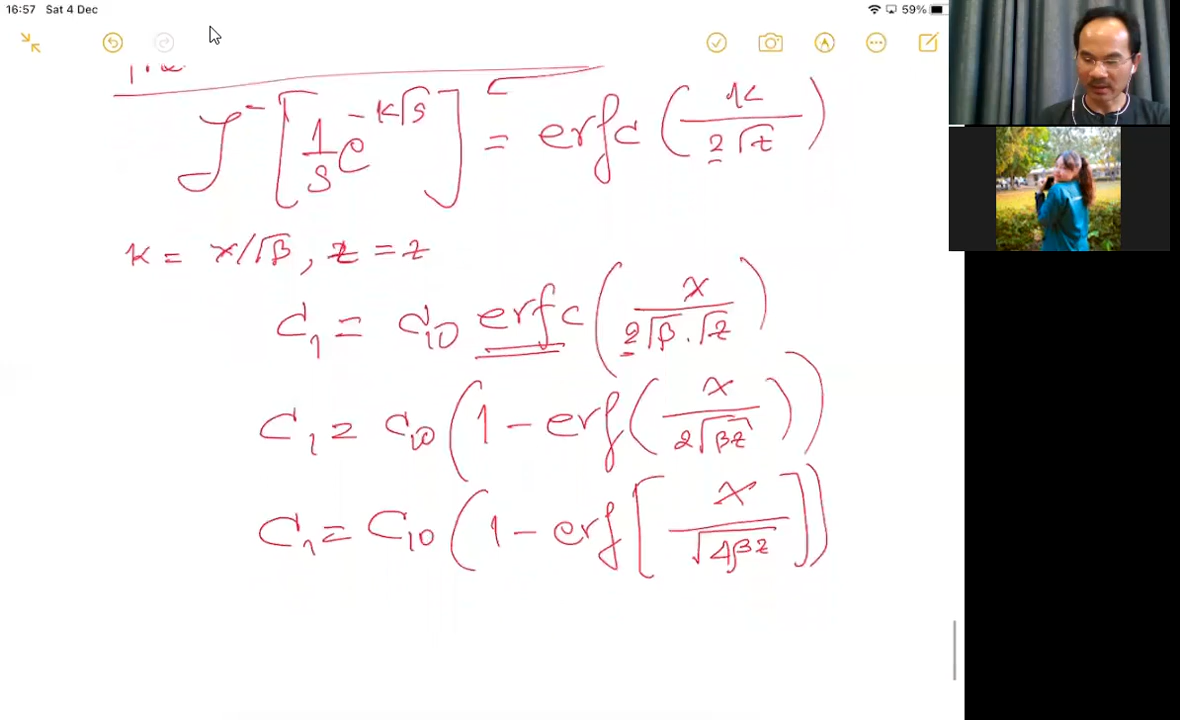 16:57 Sat 4 Dec 59%
ℒ⁻[1/s e^(-k√s)] = erfc (k/(2√z))
k = x/√β, z = z
C₁ = C₁₀ erfc (x/(2√β.√z))
C₁ = C₁₀ (1 - erf(x/(2√βz)))
C₁ = C₁₀ (1 - erf[x/√4βz])